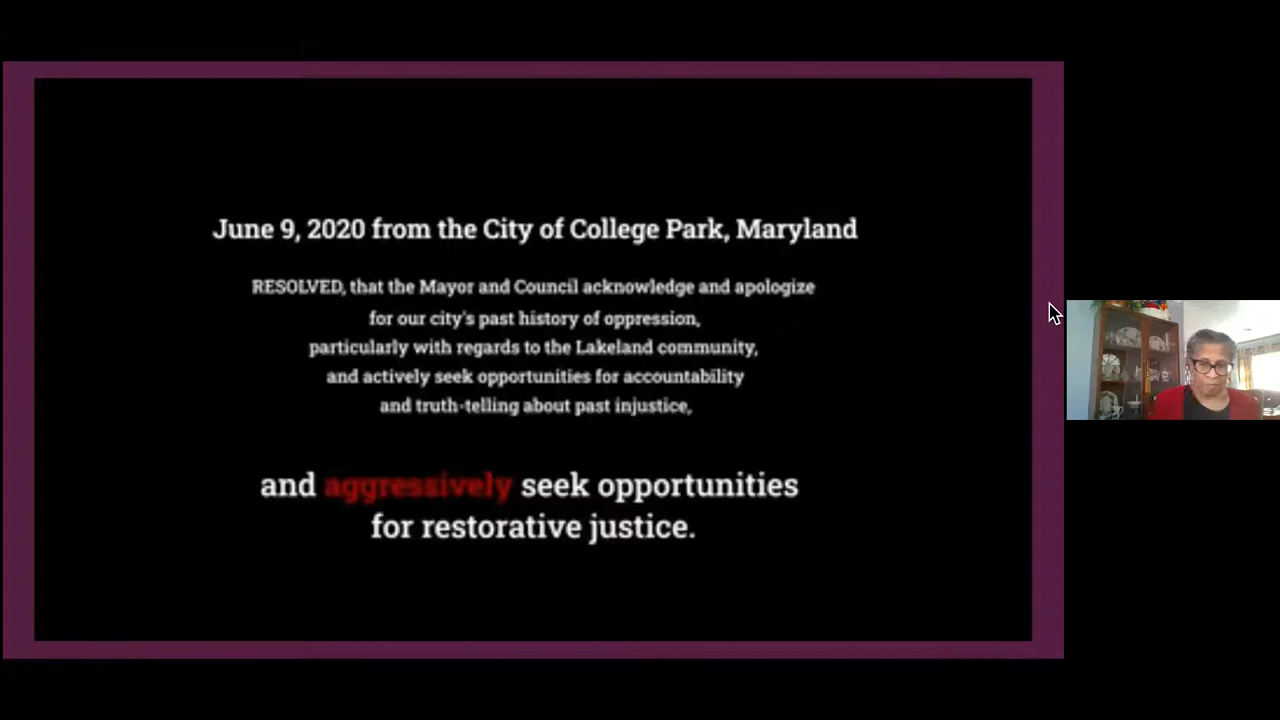 June 9, 2020 from the City of College Park, Maryland
RESOLVED, that the Mayor and Council acknowledge and apologize
for our city's past history of oppression,
particularly with regards to the Lakeland community,
and actively seek opportunities for accountability
and truth-telling about past injustice,
and aggressively seek opportunities
for restorative justice.